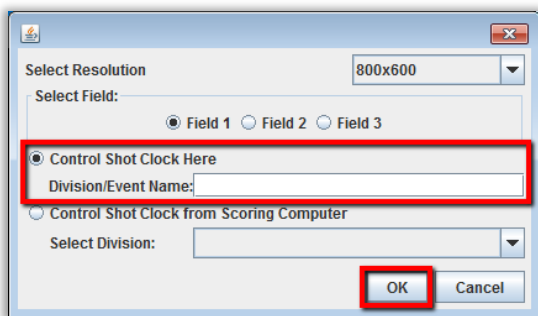 Select Resolution 800x600
Select Field:
Field 1 Field 2 Field 3
Control Shot Clock Here
Division/Event Name:
Control Shot Clock from Scoring Computer
Select Division:
OK Cancel